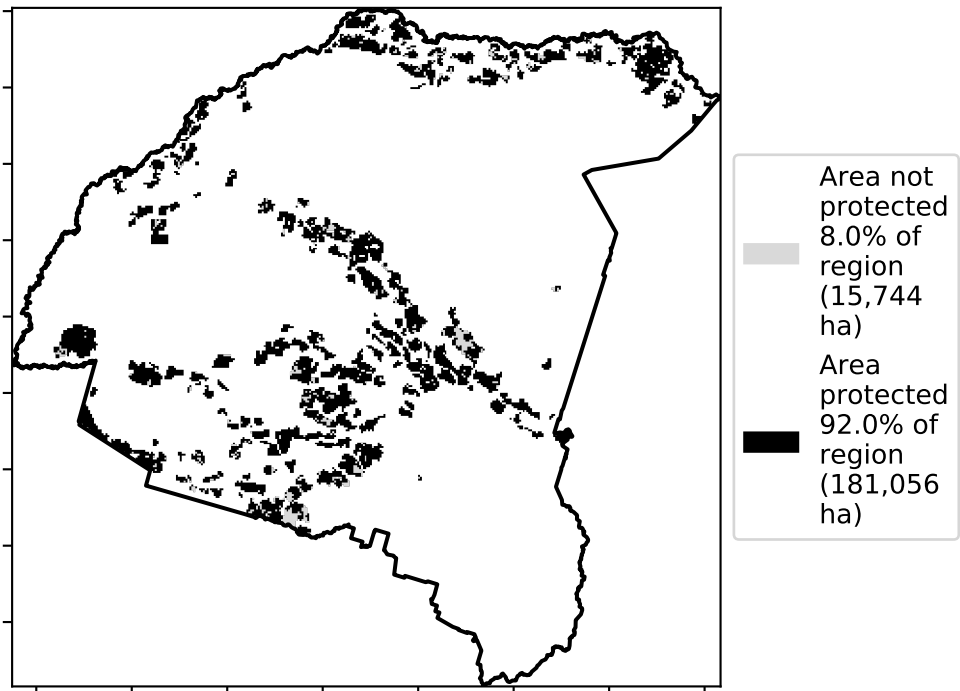 Area not
protected
8.0% of
region
(15,744
ha)
Area
protected
92.0% of
region
(181,056
ha)